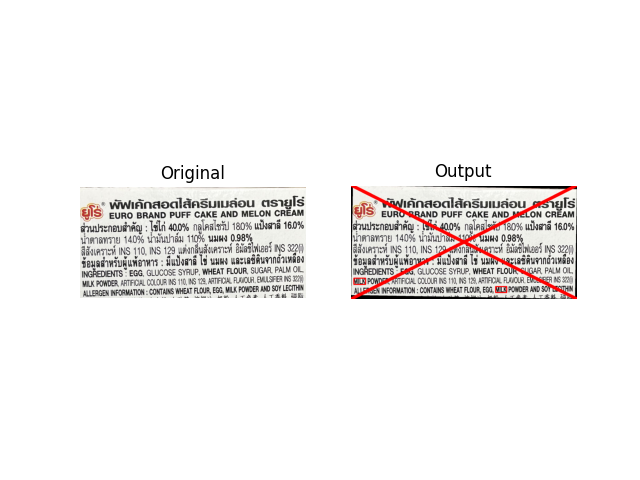 Original
ยูโร่ ®
พัฟเค้กสอดไส้ครีมเมล่อน ตรายูโร่
EURO BRAND PUFF CAKE AND MELON CREAM
ส่วนประกอบสำคัญ : ไข่ไก่ 40.0% กลูโคสไซรัป 18.0% แป้งสาลี 16.0%
น้ำตาลทราย 14.0% น้ำมันปาล์ม 11.0% นมผง 0.98%
สีสังเคราะห์ INS 110, INS 129 แต่งกลิ่นสังเคราะห์ อิมัลซิไฟเออร์ INS 322(i)
ข้อมูลสำหรับผู้แพ้อาหาร : มีแป้งสาลี ไข่ นมผง และเลซิตินจากถั่วเหลือง
INGREDIENTS : EGG, GLUCOSE SYRUP, WHEAT FLOUR, SUGAR, PALM OIL,
MILK POWDER, ARTIFICIAL COLOUR INS 110, INS 129, ARTIFICIAL FLAVOUR, EMULSIFIER INS 322(i)
ALLERGEN INFORMATION : CONTAINS WHEAT FLOUR, EGG, MILK POWDER AND SOY LECITHIN
Output
ยูโร่ ®
พัฟเค้กสอดไส้ครีมเมล่อน ตรายูโร่
EURO BRAND PUFF CAKE AND MELON CREAM
ส่วนประกอบสำคัญ : ไข่ไก่ 40.0% กลูโคสไซรัป 18.0% แป้งสาลี 16.0%
น้ำตาลทราย 14.0% น้ำมันปาล์ม 11.0% นมผง 0.98%
สีสังเคราะห์ INS 110, INS 129 แต่งกลิ่นสังเคราะห์ อิมัลซิไฟเออร์ INS 322(i)
ข้อมูลสำหรับผู้แพ้อาหาร : มีแป้งสาลี ไข่ นมผง และเลซิตินจากถั่วเหลือง
INGREDIENTS : EGG, GLUCOSE SYRUP, WHEAT FLOUR, SUGAR, PALM OIL,
MILK POWDER, ARTIFICIAL COLOUR INS 110, INS 129, ARTIFICIAL FLAVOUR, EMULSIFIER INS 322(i)
ALLERGEN INFORMATION : CONTAINS WHEAT FLOUR, EGG, MILK POWDER AND SOY LECITHIN